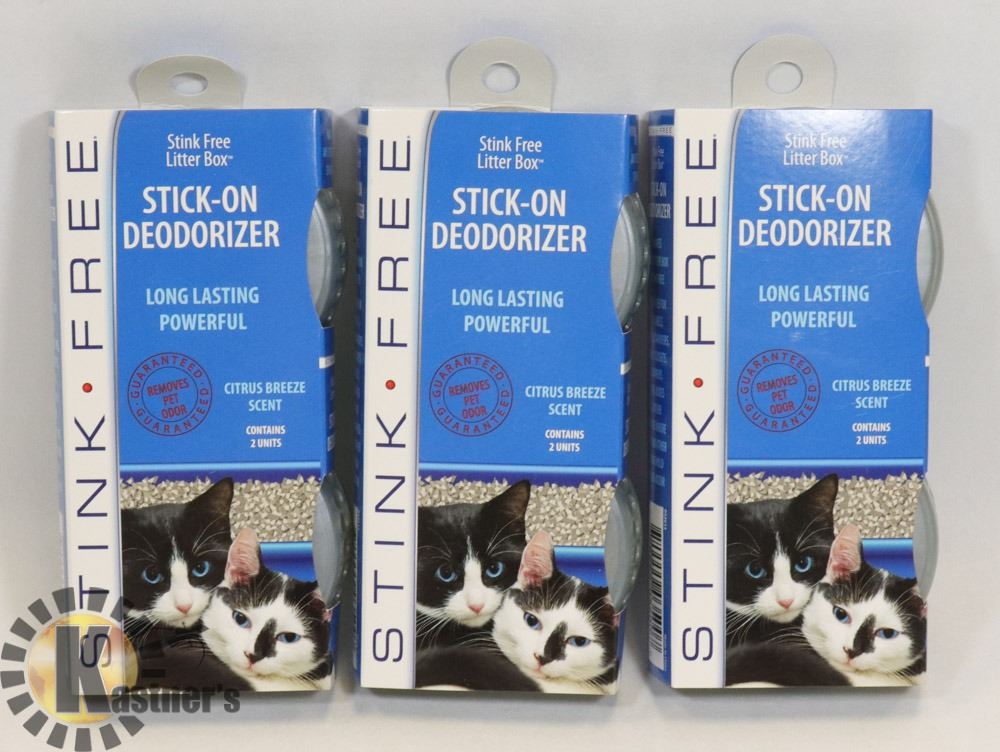 STINK • FREE
Stink Free
Litter Box™
STICK-ON
DEODORIZER
LONG LASTING
POWERFUL
GUARANTEED • GUARANTEED •
REMOVES
PET
ODOR
CITRUS BREEZE
SCENT
CONTAINS
2 UNITS
STINK • FREE
Stink Free
Litter Box™
STICK-ON
DEODORIZER
LONG LASTING
POWERFUL
GUARANTEED • GUARANTEED •
REMOVES
PET
ODOR
CITRUS BREEZE
SCENT
CONTAINS
2 UNITS
STINK • FREE
Stink Free
Litter Box™
STICK-ON
DEODORIZER
LONG LASTING
POWERFUL
GUARANTEED • GUARANTEED •
REMOVES
PET
ODOR
CITRUS BREEZE
SCENT
CONTAINS
2 UNITS
Kastner's